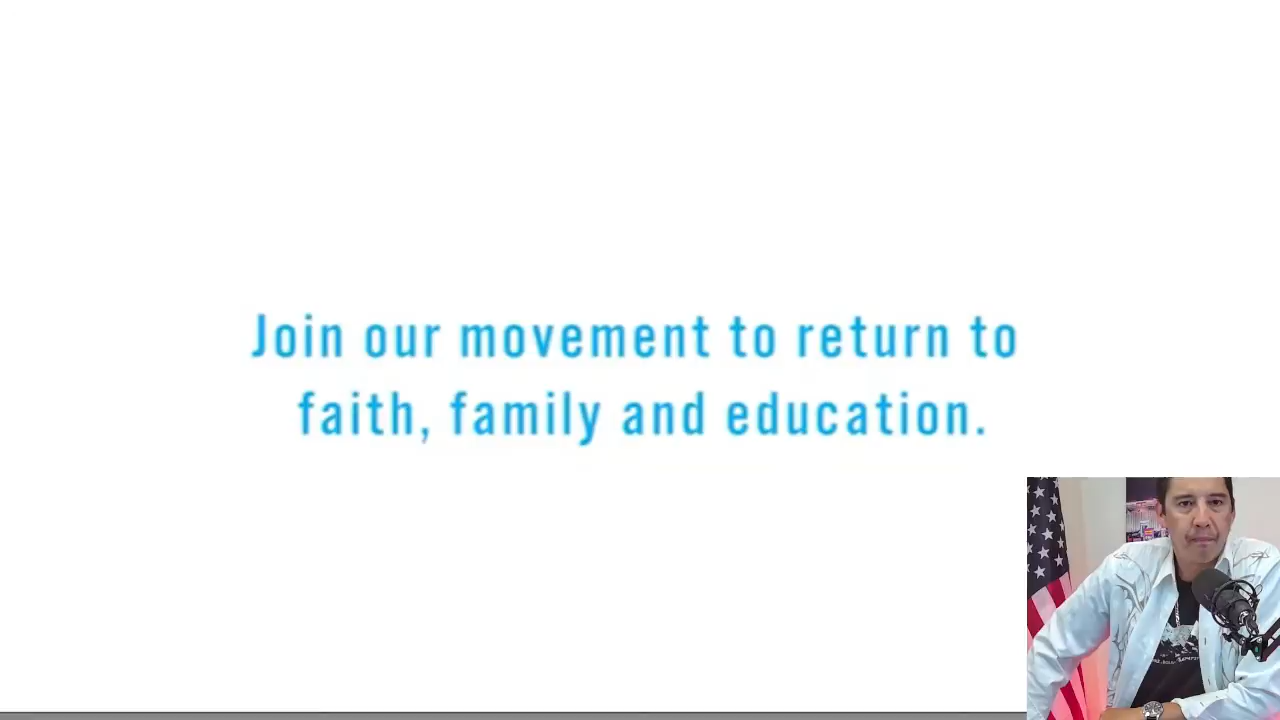 Join our movement to return to
faith, family and education.